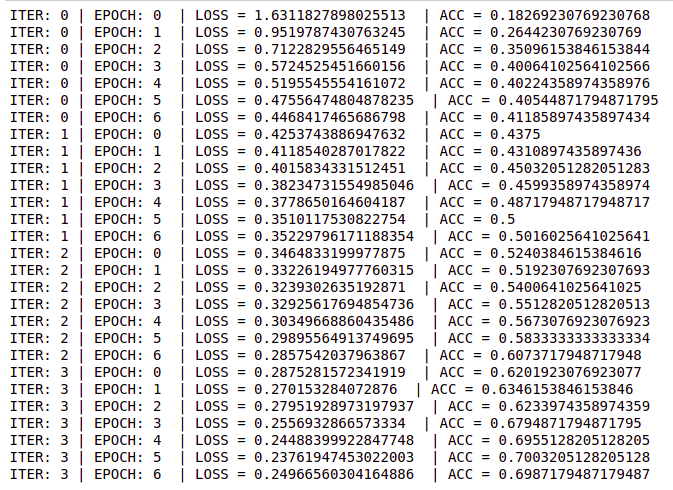 ITER: 0 | EPOCH: 0  | LOSS = 1.6311827898025513  | ACC = 0.18269230769230768
ITER: 0 | EPOCH: 1  | LOSS = 0.9519787430763245  | ACC = 0.2644230769230769
ITER: 0 | EPOCH: 2  | LOSS = 0.7122829556465149  | ACC = 0.35096153846153844
ITER: 0 | EPOCH: 3  | LOSS = 0.5724525451660156  | ACC = 0.40064102564102566
ITER: 0 | EPOCH: 4  | LOSS = 0.5195545554161072  | ACC = 0.40224358974358976
ITER: 0 | EPOCH: 5  | LOSS = 0.47556474804878235  | ACC = 0.40544871794871795
ITER: 0 | EPOCH: 6  | LOSS = 0.4468417465686798  | ACC = 0.41185897435897434
ITER: 1 | EPOCH: 0  | LOSS = 0.4253743886947632  | ACC = 0.4375
ITER: 1 | EPOCH: 1  | LOSS = 0.4118540287017822  | ACC = 0.4310897435897436
ITER: 1 | EPOCH: 2  | LOSS = 0.4015834331512451  | ACC = 0.45032051282051283
ITER: 1 | EPOCH: 3  | LOSS = 0.38234731554985046  | ACC = 0.4599358974358974
ITER: 1 | EPOCH: 4  | LOSS = 0.3778650164604187  | ACC = 0.48717948717948717
ITER: 1 | EPOCH: 5  | LOSS = 0.3510117530822754  | ACC = 0.5
ITER: 1 | EPOCH: 6  | LOSS = 0.35229796171188354  | ACC = 0.5016025641025641
ITER: 2 | EPOCH: 0  | LOSS = 0.3464833199977875  | ACC = 0.5240384615384616
ITER: 2 | EPOCH: 1  | LOSS = 0.33226194977760315  | ACC = 0.5192307692307693
ITER: 2 | EPOCH: 2  | LOSS = 0.3239302635192871  | ACC = 0.5400641025641025
ITER: 2 | EPOCH: 3  | LOSS = 0.32925617694854736  | ACC = 0.5512820512820513
ITER: 2 | EPOCH: 4  | LOSS = 0.30349668860435486  | ACC = 0.5673076923076923
ITER: 2 | EPOCH: 5  | LOSS = 0.29895564913749695  | ACC = 0.5833333333333334
ITER: 2 | EPOCH: 6  | LOSS = 0.2857542037963867  | ACC = 0.6073717948717948
ITER: 3 | EPOCH: 0  | LOSS = 0.2875281572341919  | ACC = 0.6201923076923077
ITER: 3 | EPOCH: 1  | LOSS = 0.270153284072876  | ACC = 0.6346153846153846
ITER: 3 | EPOCH: 2  | LOSS = 0.27951928973197937  | ACC = 0.6233974358974359
ITER: 3 | EPOCH: 3  | LOSS = 0.2556932866573334  | ACC = 0.6794871794871795
ITER: 3 | EPOCH: 4  | LOSS = 0.24488399922847748  | ACC = 0.6955128205128205
ITER: 3 | EPOCH: 5  | LOSS = 0.23761947453022003  | ACC = 0.7003205128205128
ITER: 3 | EPOCH: 6  | LOSS = 0.24966560304164886  | ACC = 0.6987179487179487